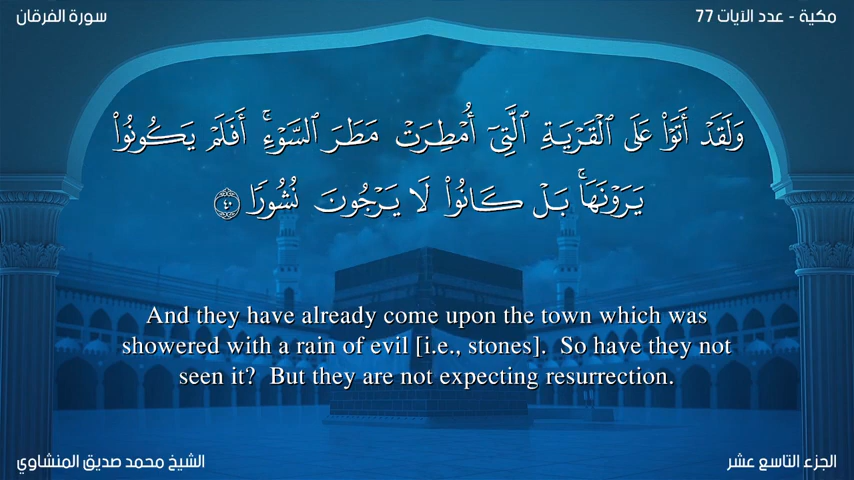 مكية - عدد الآيات 77
سورة الفرقان
وَلَقَدْ أَتَوْا۟ عَلَى ٱلْقَرْيَةِ ٱلَّتِىٓ أُمْطِرَتْ مَطَرَ ٱلسَّوْءِ ۚ أَفَلَمْ يَكُونُوا۟
يَرَوْنَهَا ۚ بَلْ كَانُوا۟ لَا يَرْجُونَ نُشُورًا ٤٠
And they have already come upon the town which was
showered with a rain of evil [i.e., stones].  So have they not
seen it?  But they are not expecting resurrection.
الجزء التاسع عشر
الشيخ محمد صديق المنشاوي